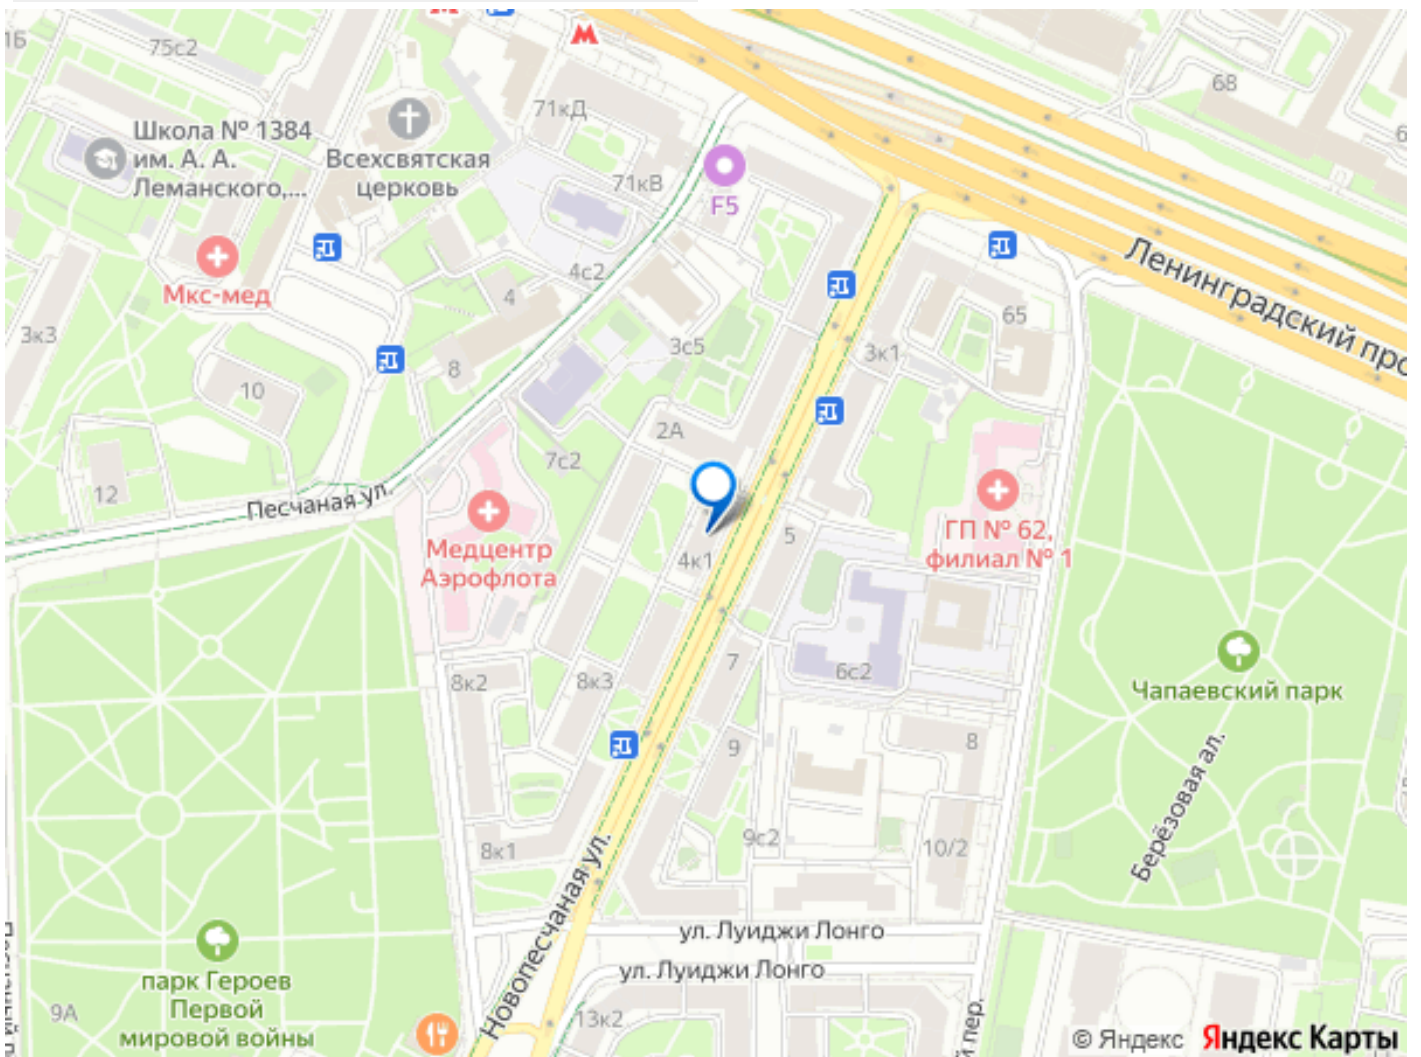 1Б
75с2
68
71кД
Школа № 1384
им. А. А.
Леманского,...
Всехсвятская
церковь
71кВ
F5
4с2
Ленинградский про
Мкс-мед
4
65
3к3
3с5
3к1
8
10
2А
7с2
12
Песчаная ул.
ГП № 62,
филиал № 1
5
Медцентр
Аэрофлота
4к1
7
6с2
8к2
8к3
Чапаевский парк
8
9
Берёзовая ал.
9с2
10/2
8к1
Новопесчаная ул.
ул. Луиджи Лонго
ул. Луиджи Лонго
парк Героев
Первой
мировой войны
9А
13к2
й пер.
© Яндекс Яндекс Карты